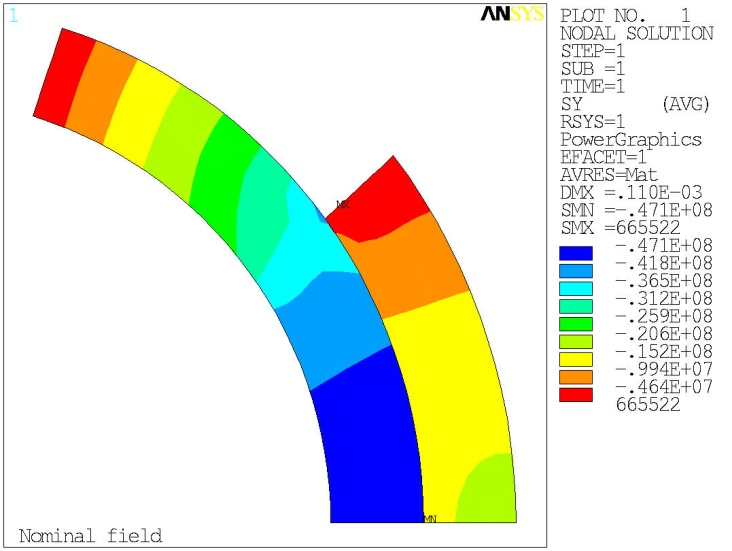 1
ANSYS
PLOT NO.   1
NODAL SOLUTION
STEP=1
SUB =1
TIME=1
SY       (AVG)
RSYS=1
PowerGraphics
EFACET=1
AVRES=Mat
DMX =.110E-03
SMN =-.471E+08
SMX =665522
-.471E+08
-.418E+08
-.365E+08
-.312E+08
-.259E+08
-.206E+08
-.152E+08
-.994E+07
-.464E+07
665522
MX
MN
Nominal field